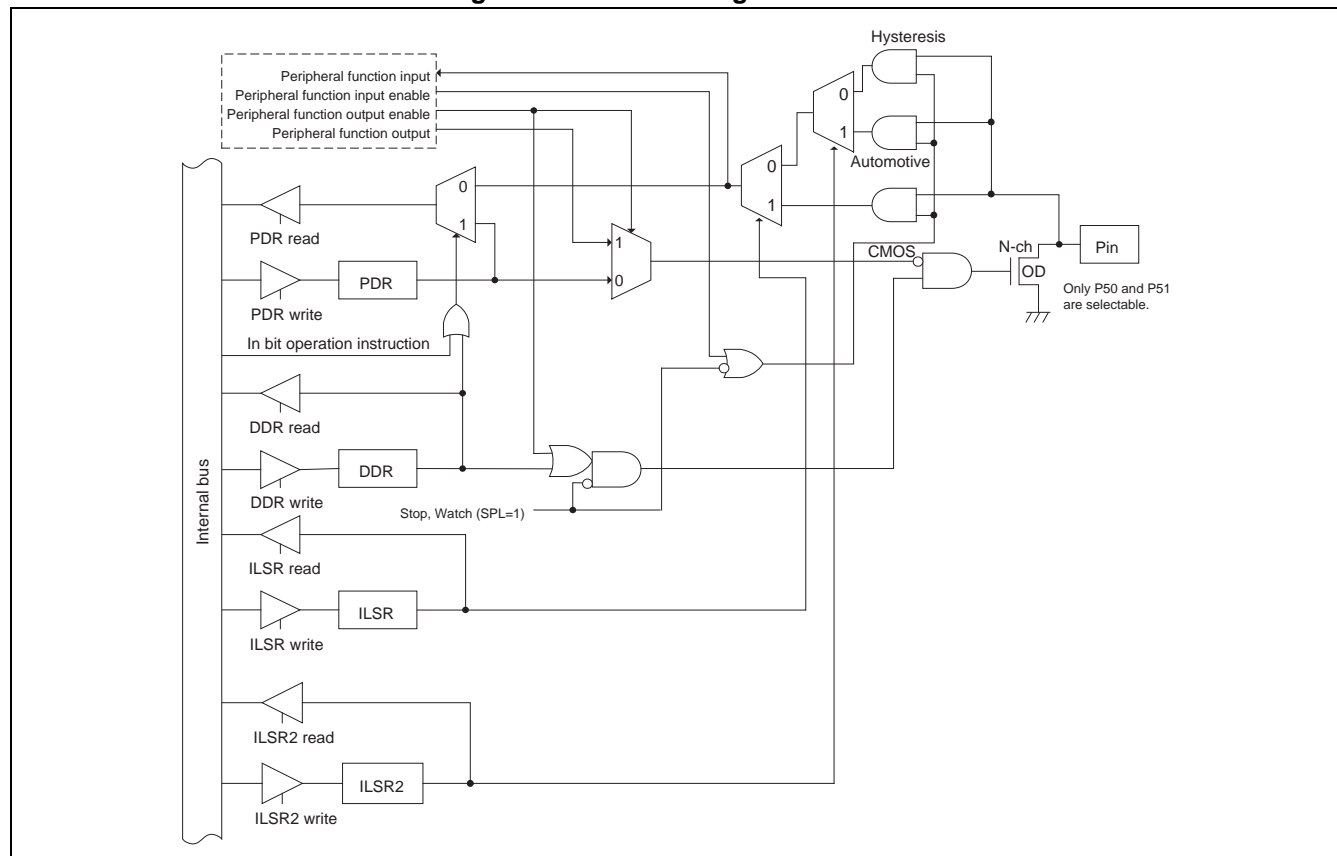 Hysteresis
Peripheral function input
Peripheral function input enable
Peripheral function output enable
Peripheral function output
0
1
Automotive
0
1
0
1
PDR read
1
0
CMOS
N-ch
OD
Pin
Only P50 and P51
are selectable.
PDR
PDR write
In bit operation instruction
DDR read
DDR
DDR write
Stop, Watch (SPL=1)
Internal bus
ILSR read
ILSR
ILSR write
ILSR2 read
ILSR2
ILSR2 write